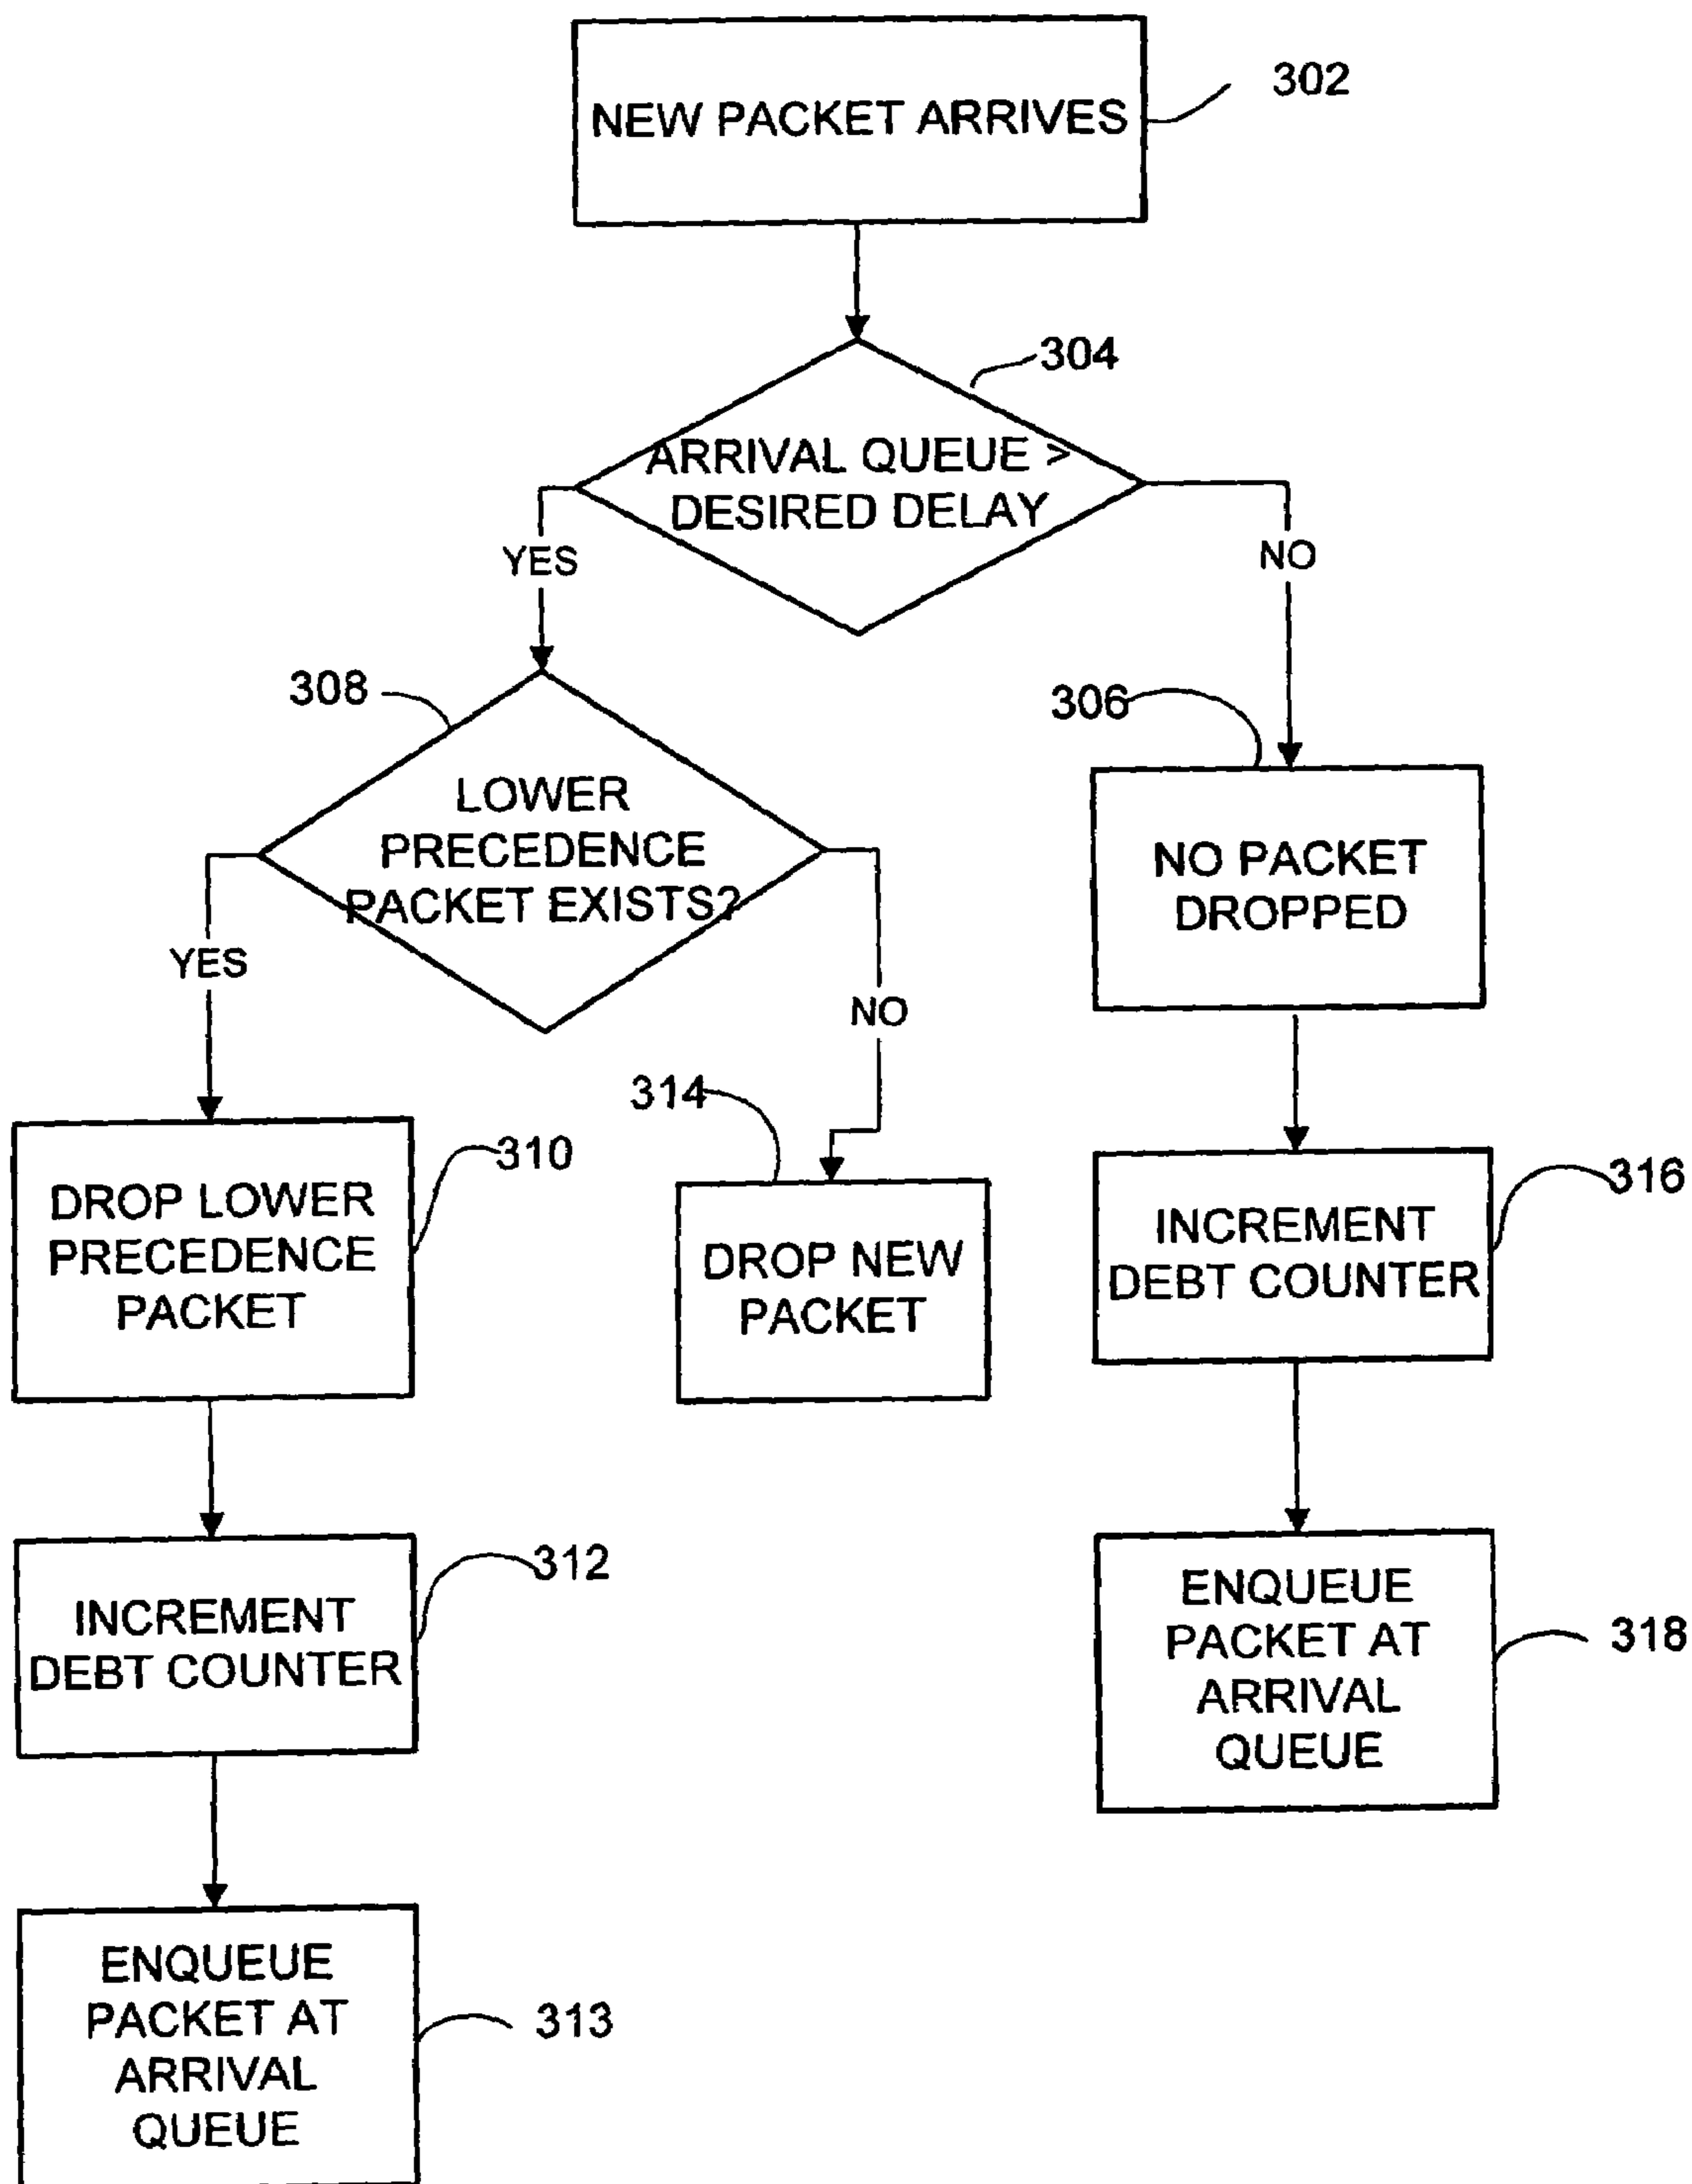 NEW PACKET ARRIVES
302
304
ARRIVAL QUEUE >
DESIRED DELAY
YES
NO
308
LOWER
PRECEDENCE
PACKET EXISTS?
306
NO PACKET
DROPPED
YES
NO
314
310
DROP LOWER
PRECEDENCE
PACKET
DROP NEW
PACKET
316
INCREMENT
DEBT COUNTER
312
INCREMENT
DEBT COUNTER
ENQUEUE
PACKET AT
ARRIVAL
QUEUE
318
ENQUEUE
PACKET AT
ARRIVAL
QUEUE
313